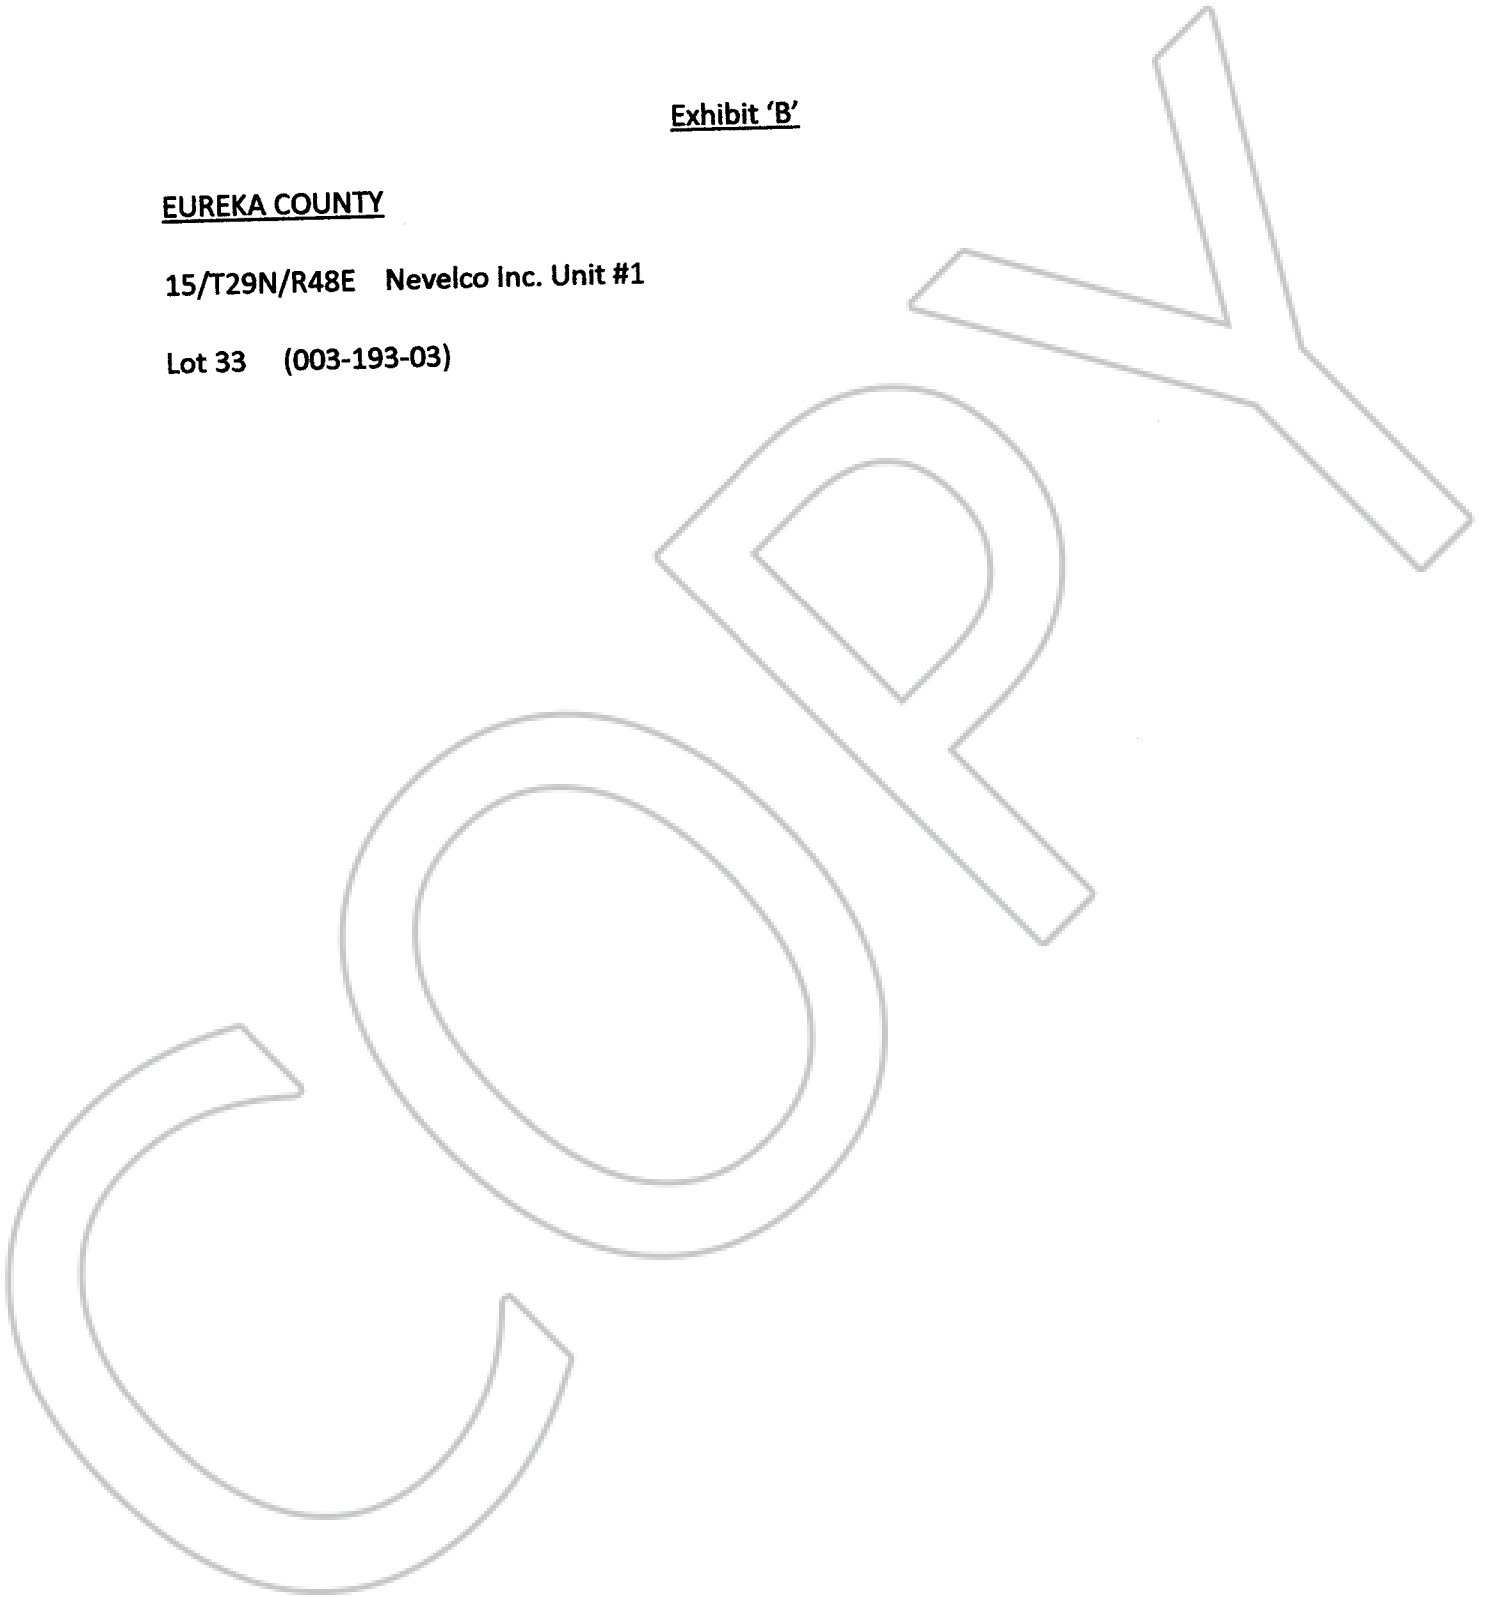 Exhibit ‘B’
EUREKA COUNTY
15/T29N/R48E Nevelco Inc. Unit #1
Lot 33 (003-193-03)
COPY